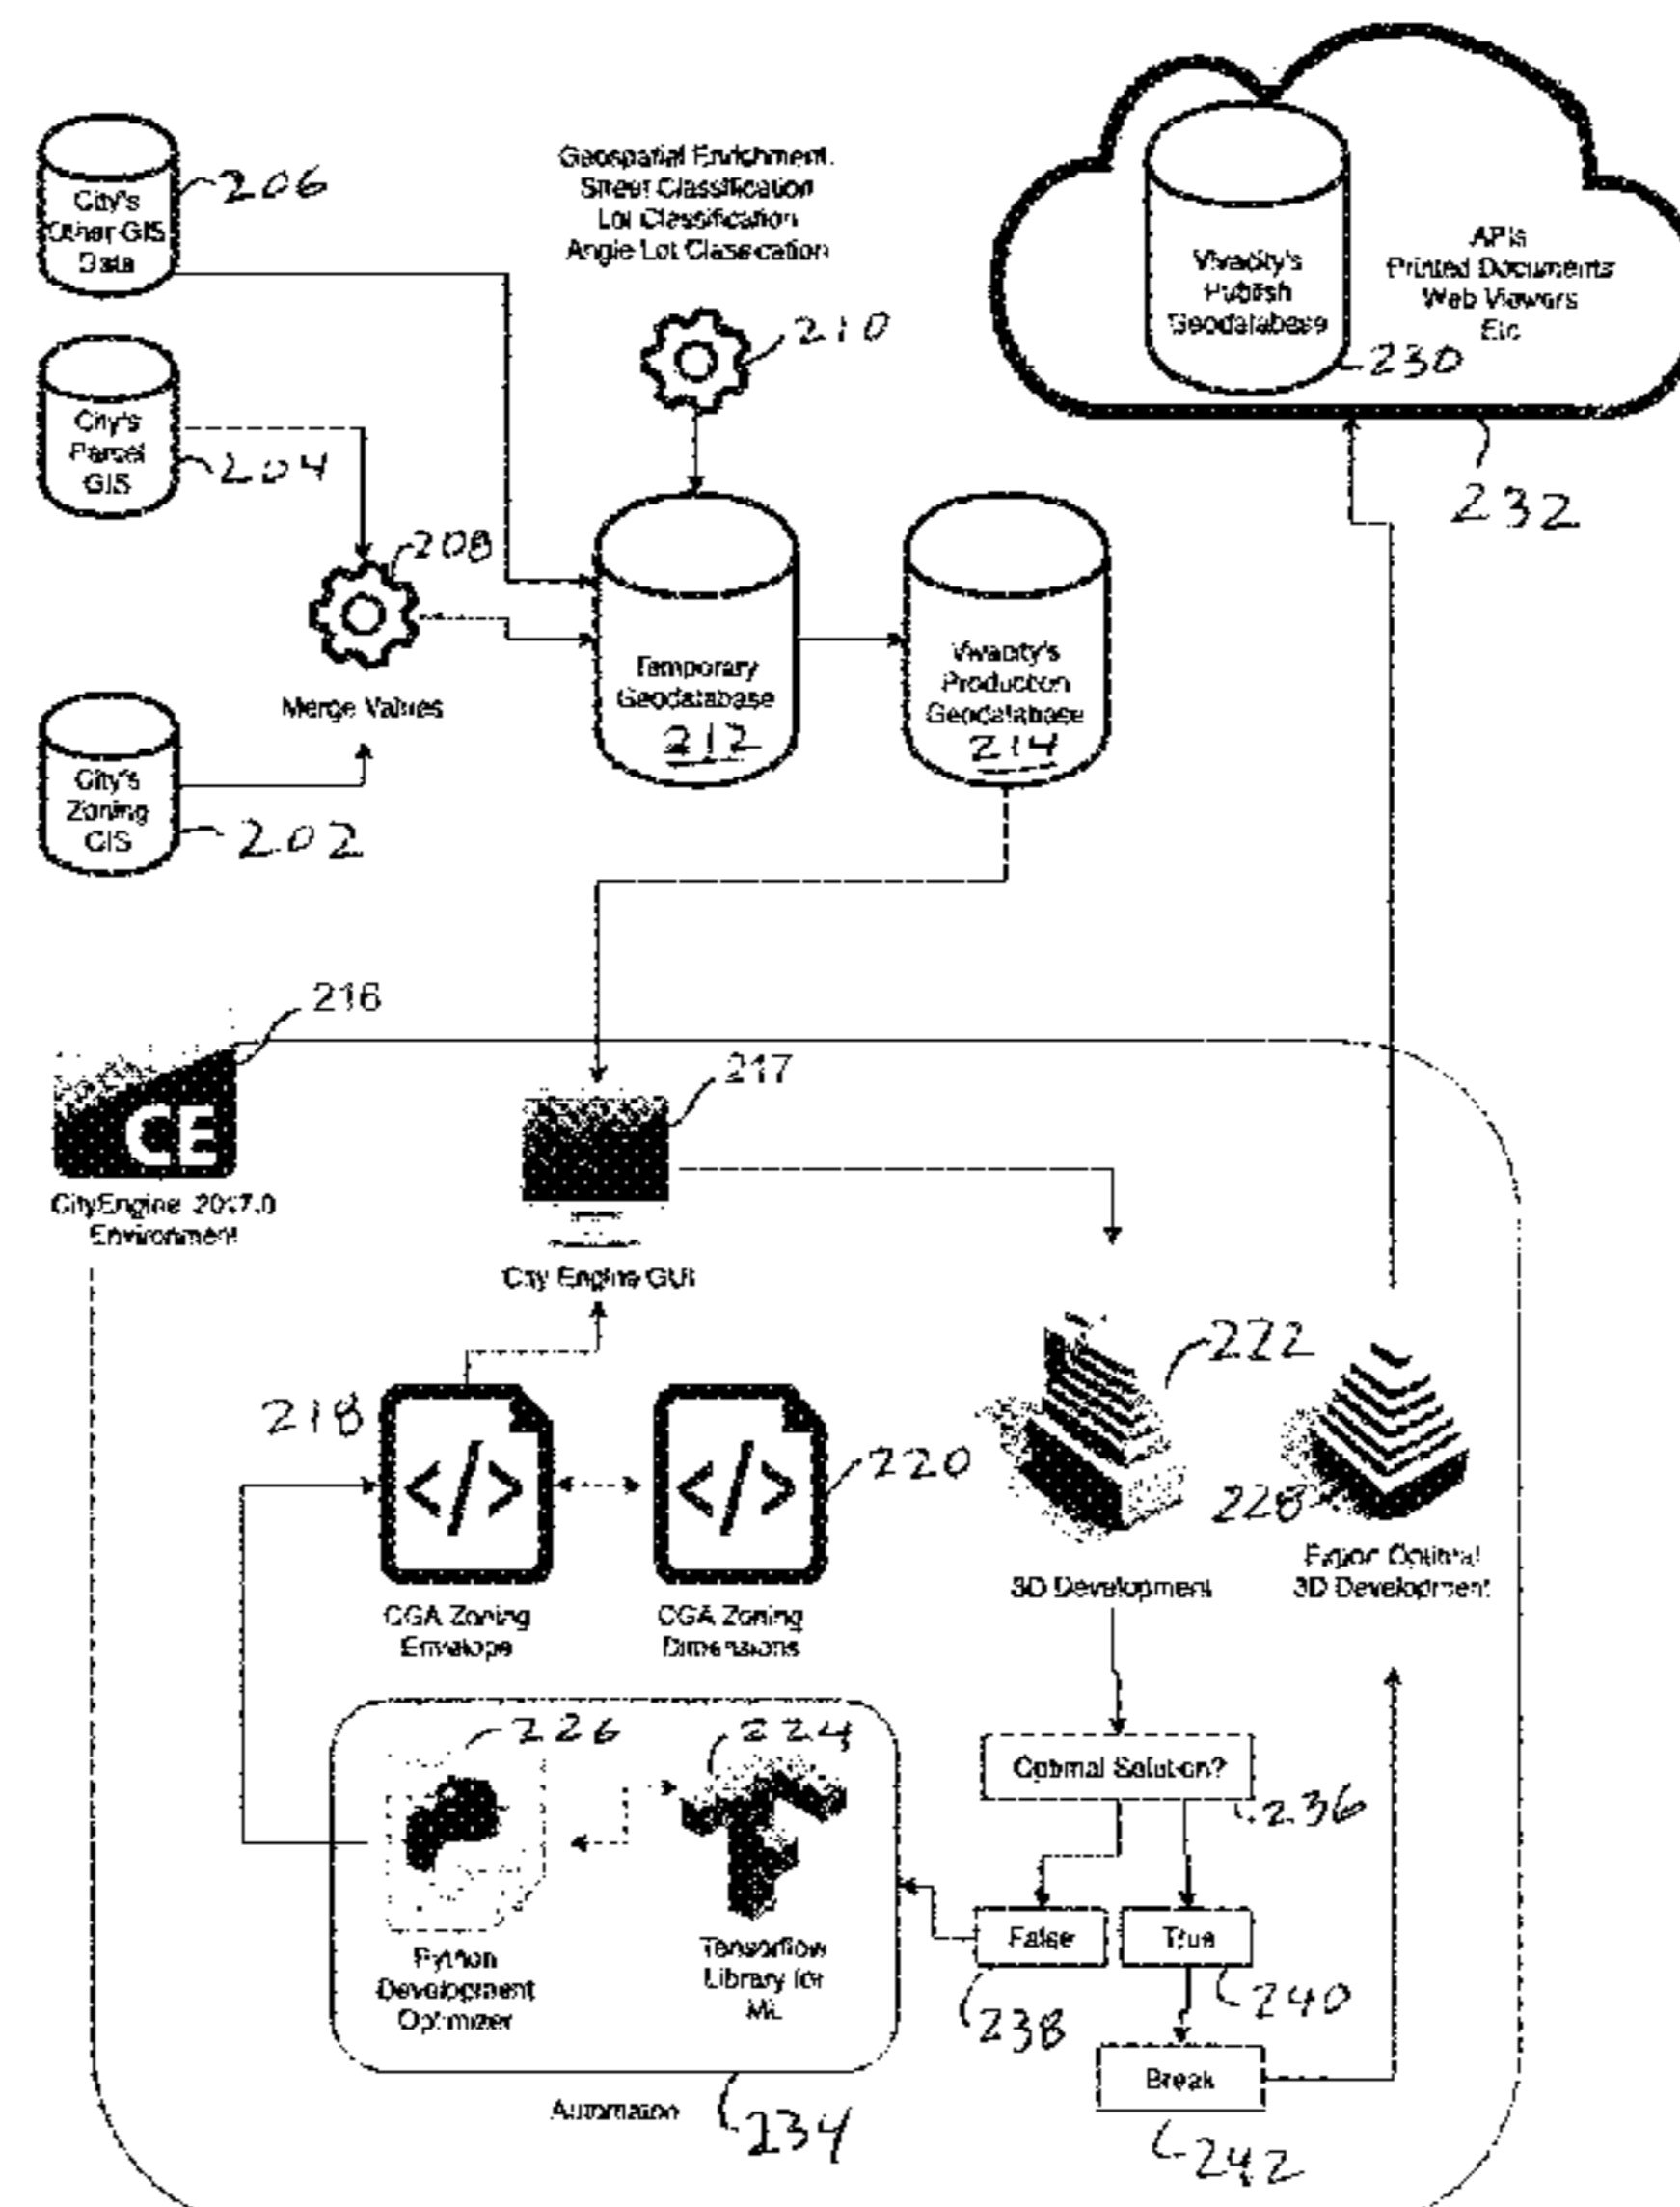 City's
Other GIS
Data
206
Geospatial Enrichment.
Street Classification
Lot Classification
Angle Lot Classication
210
Vivacity's
Publish
Geodatabase
230
APIs
Printed Documents
Web Viewers
Etc
232
City's
Parcel
GIS
204
208
Merge Values
City's
Zoning
GIS
202
Temporary
Geodatabase
212
Vivacity's
Production
Geodatabase
214
216
CE
CityEngine 2017.0
Environment
217
City Engine GUI
218
CGA Zoning
Envelope
220
CGA Zoning
Dimensions
222
3D Development
228
Export Optimal
3D Development
226
Python
Development
Optimizer
224
Tensorflow
Library for
ML
Automation
234
Optimal Solution?
236
False
238
True
240
Break
242